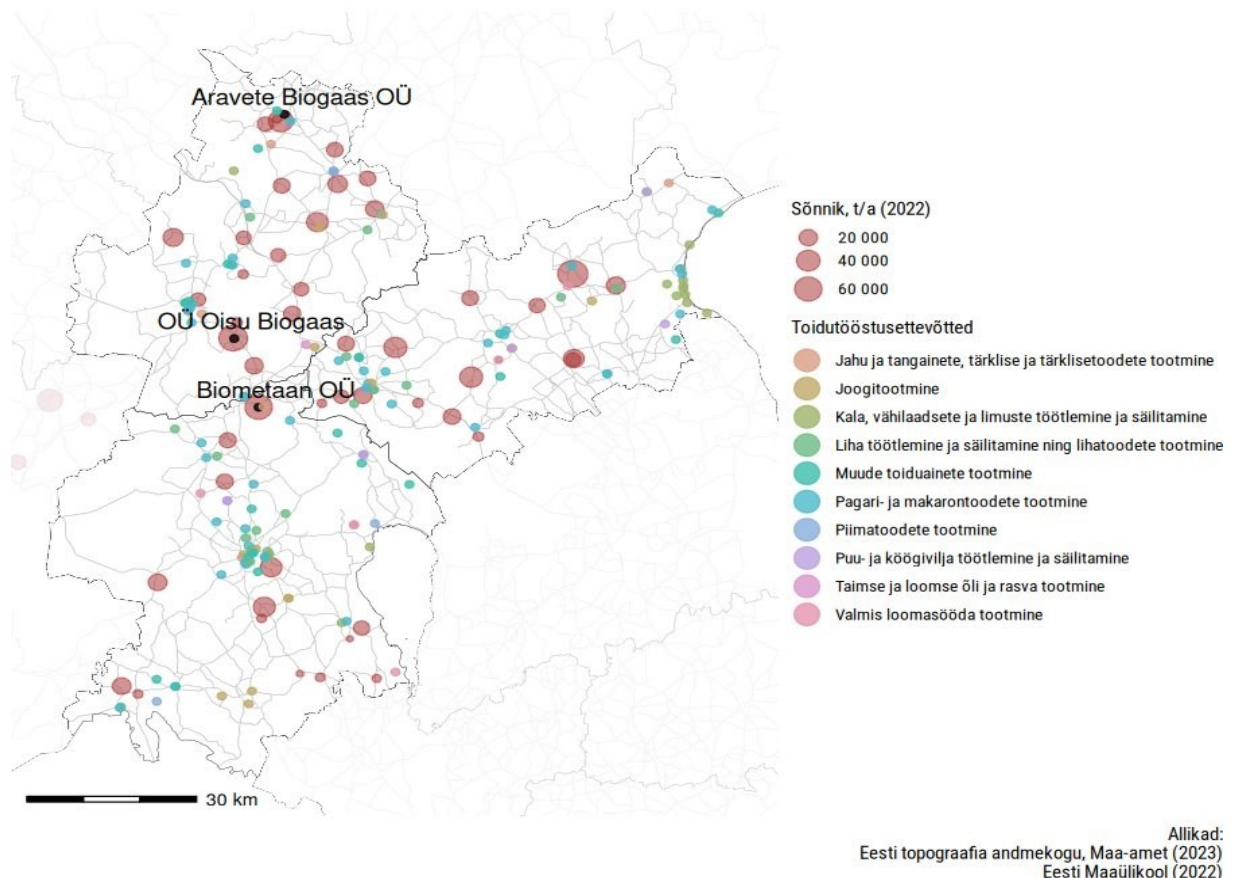 Aravete Biogaas OÜ
OÜ Oisu Biogaas
Biometaan OÜ
30 km
Sõnnik, t/a (2022)
20 000
40 000
60 000
Toidutööstusettevõtted
Jahu ja tangainete, tärklise ja tärklisetoodete tootmine
Joogitootmine
Kala, vähilaadsete ja limuste töötlemine ja säilitamine
Liha töötlemine ja säilitamine ning lihatoodete tootmine
Muude toiduainete tootmine
Pagari- ja makarontoodete tootmine
Piimatoodete tootmine
Puu- ja köögivilja töötlemine ja säilitamine
Taimse ja loomse õli ja rasva tootmine
Valmis loomasööda tootmine
Allikad:
Eesti topograafia andmekogu, Maa-amet (2023)
Eesti Maaülikool (2022)